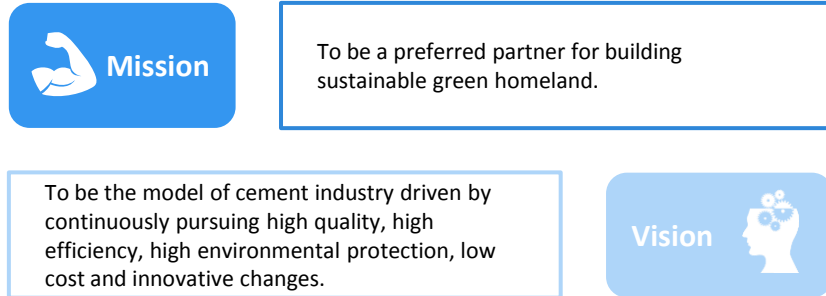 Mission
To be a preferred partner for building
sustainable green homeland.
To be the model of cement industry driven by
continuously pursuing high quality, high
efficiency, high environmental protection, low
cost and innovative changes.
Vision